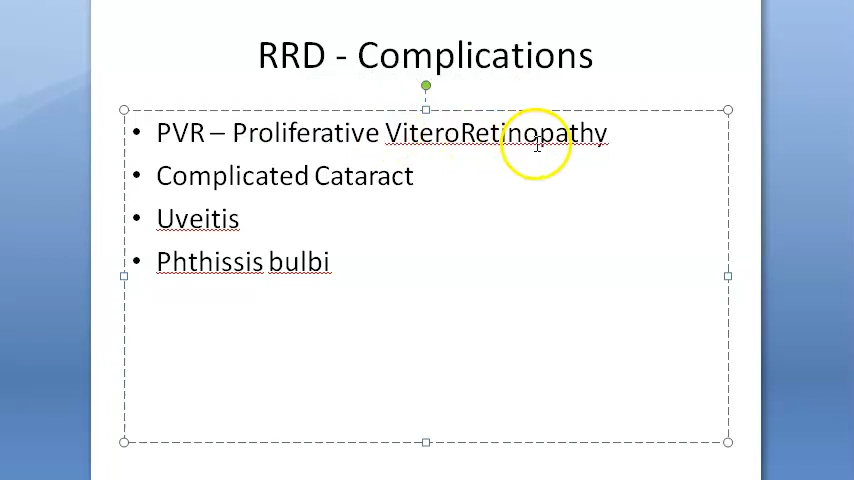 RRD - Complications
• PVR – Proliferative ViteroRetinopathy
• Complicated Cataract
• Uveitis
• Phthissis bulbi